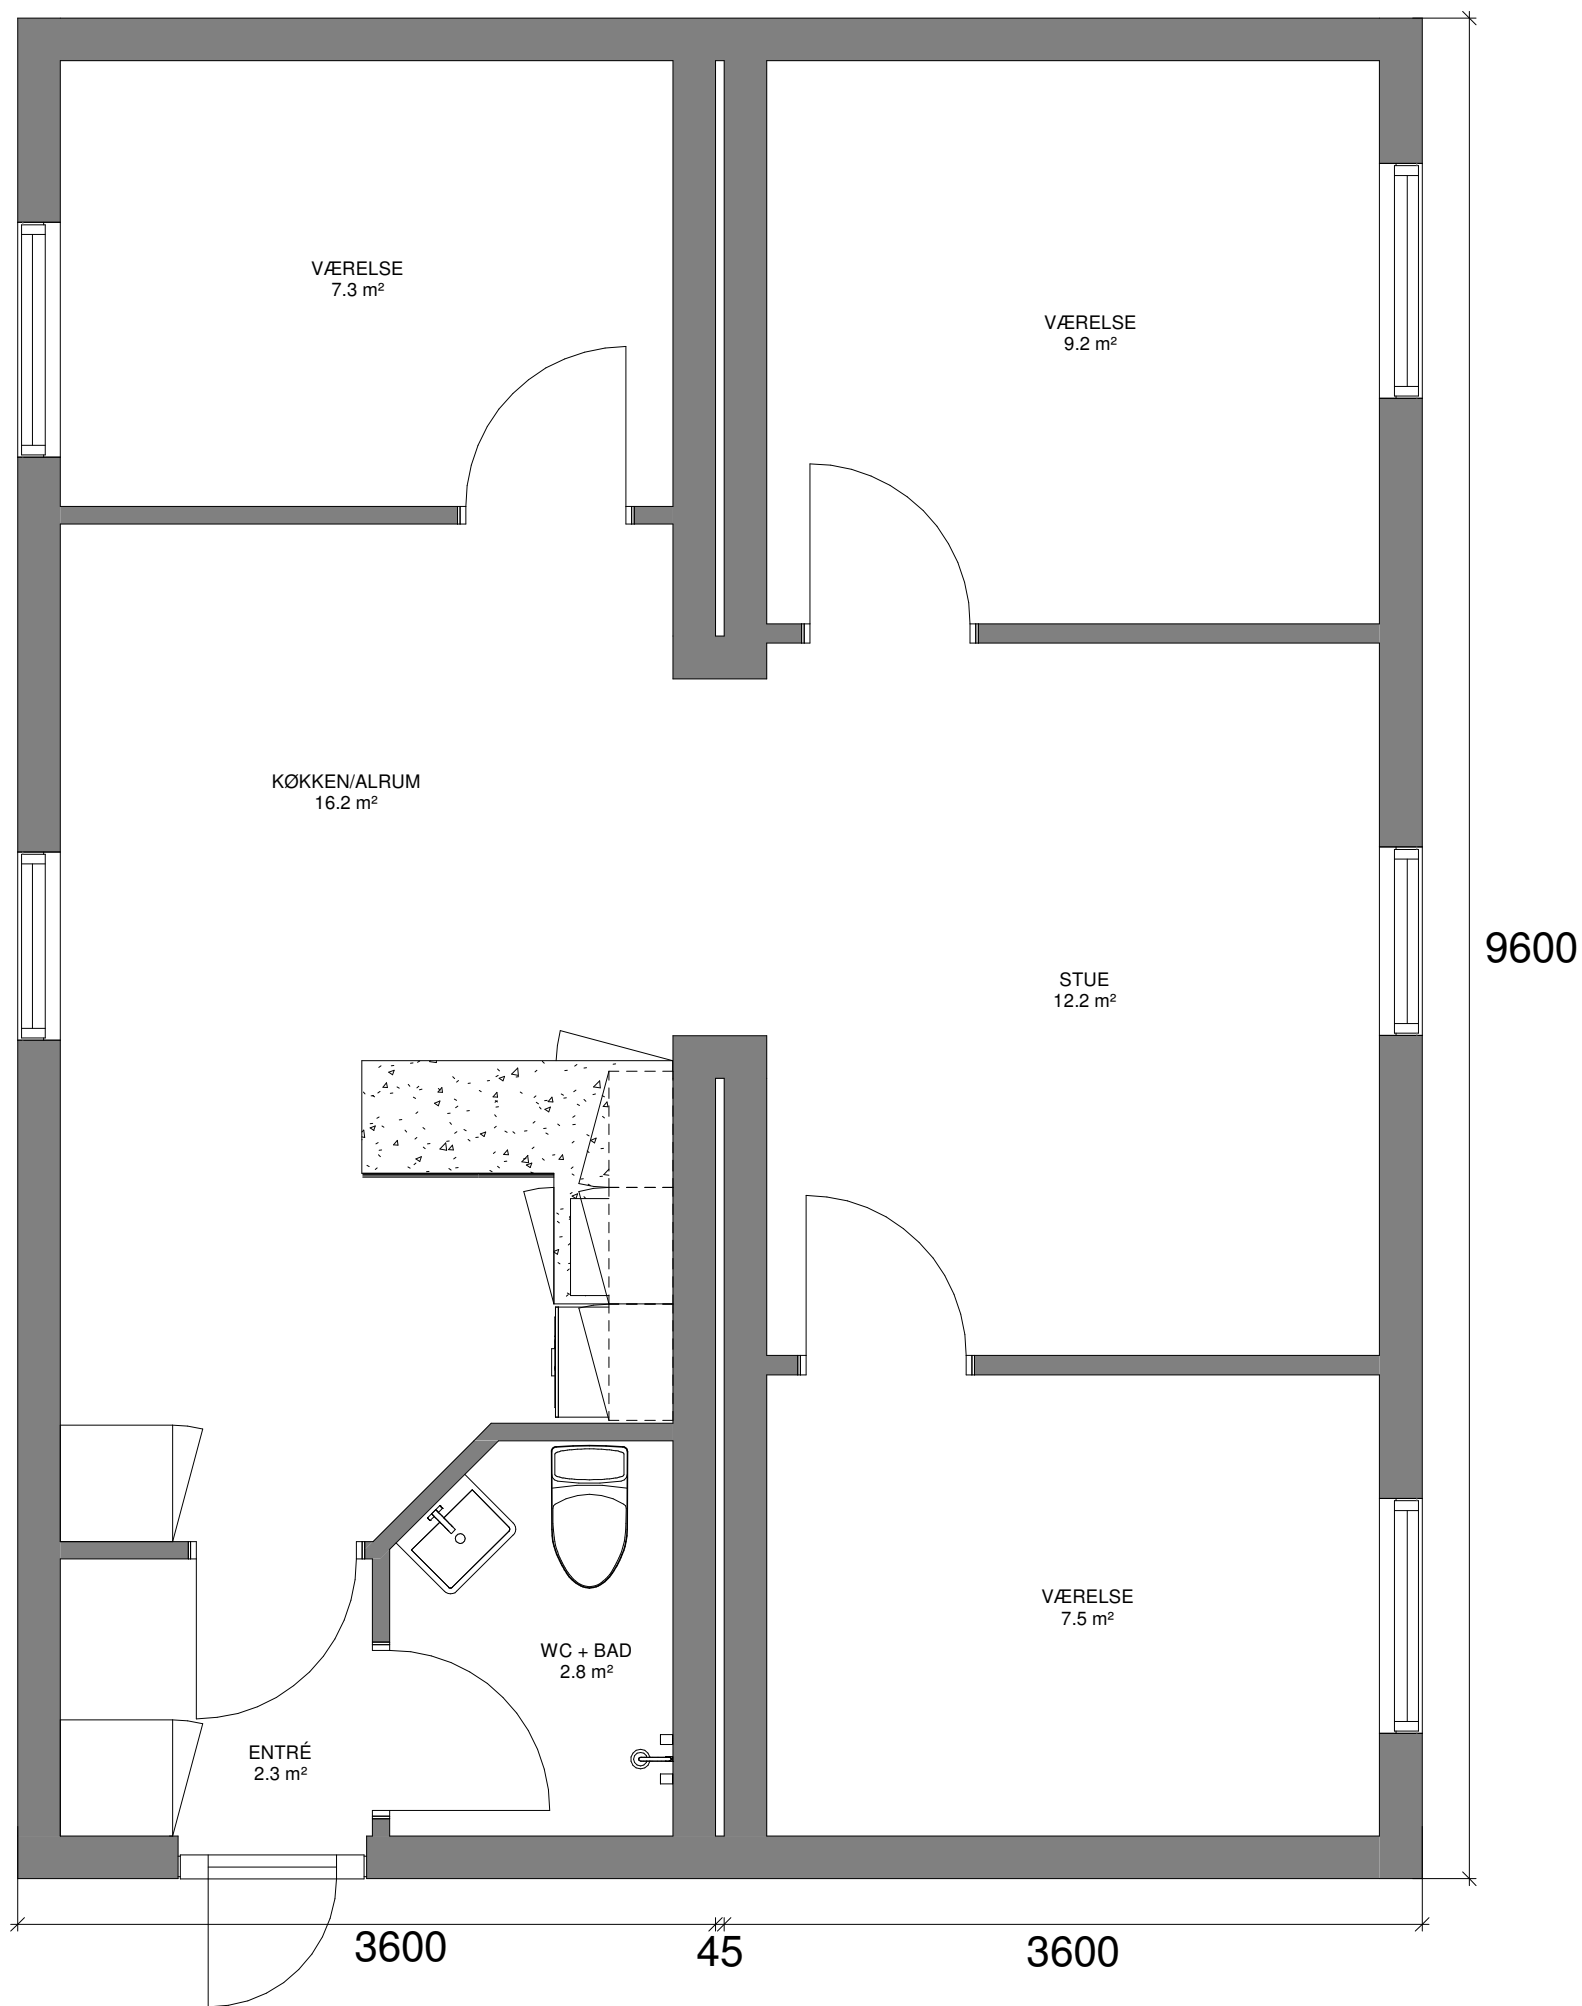 VÆRELSE
7.3 m²
VÆRELSE
9.2 m²
KØKKEN/ALRUM
16.2 m²
9600
STUE
12.2 m²
VÆRELSE
7.5 m²
WC + BAD
2.8 m²
ENTRÉ
2.3 m²
3600
45
3600